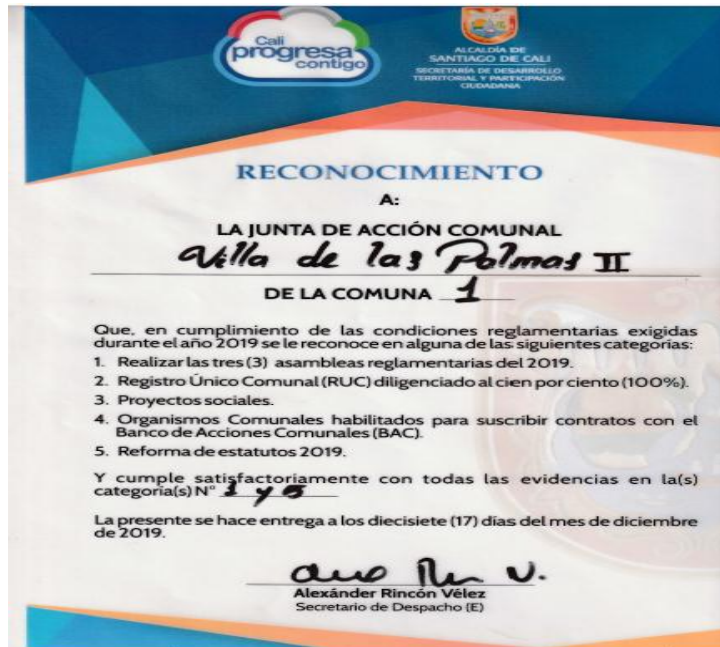 Cali
progresa
contigo
ALCALDÍA DE
SANTIAGO DE CALI
SECRETARÍA DE DESARROLLO
TERRITORIAL Y PARTICIPACIÓN
CIUDADANA
RECONOCIMIENTO
A:
LA JUNTA DE ACCIÓN COMUNAL
Villa de las Palmas II
DE LA COMUNA 1
Que, en cumplimiento de las condiciones reglamentarias exigidas
durante el año 2019 se le reconoce en alguna de las siguientes categorías:
1. Realizar las tres (3) asambleas reglamentarias del 2019.
2. Registro Único Comunal (RUC) diligenciado al cien por ciento (100%).
3. Proyectos sociales.
4. Organismos Comunales habilitados para suscribir contratos con el
Banco de Acciones Comunales (BAC).
5. Reforma de estatutos 2019.
Y cumple satisfactoriamente con todas las evidencias en la(s)
categoría(s) N° 1 y 5
La presente se hace entrega a los diecisiete (17) días del mes de diciembre
de 2019.
Alexánder Rincón Vélez
Secretario de Despacho (E)